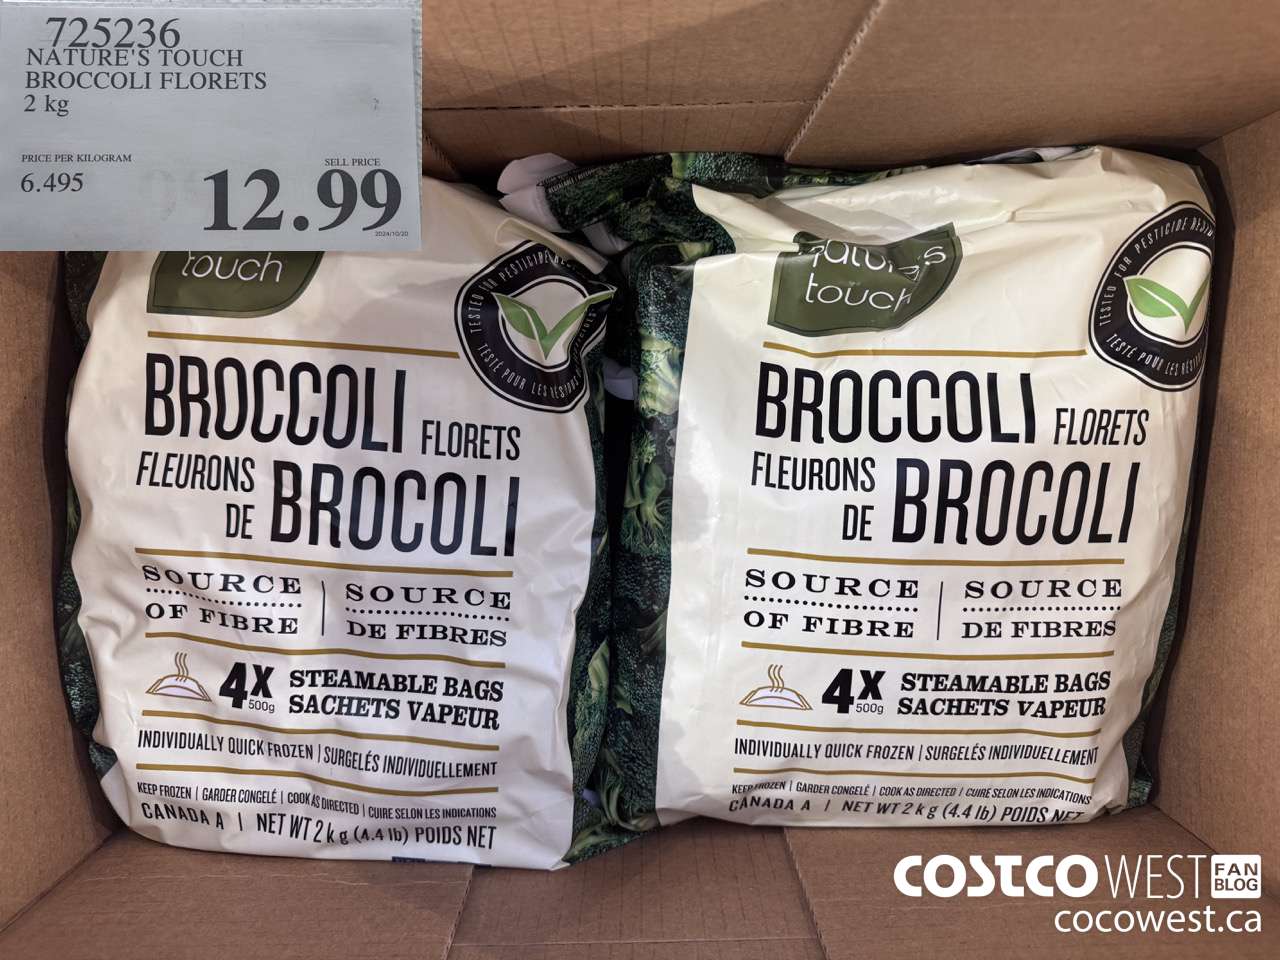 725236
NATURE'S TOUCH
BROCCOLI FLORETS
2 kg
PRICE PER KILOGRAM
6.495
SELL PRICE
12.99
2024/10/20
touch
TESTED FOR PESTICIDE
TESTÉ POUR LES
BROCCOLI FLORETS
FLEURONS
DE BROCOLI
SOURCE
OF FIBRE
SOURCE
DE FIBRES
4X
500g
STEAMABLE BAGS
SACHETS VAPEUR
INDIVIDUALLY QUICK FROZEN | SURGELÉS INDIVIDUELLEMENT
KEEP FROZEN | GARDER CONGELÉ | COOK AS DIRECTED | CUIRE SELON LES INDICATIONS
CANADA A | NET WT 2 kg (4.4 lb) POIDS NET
nature's
touch
TESTED FOR PESTICIDE
TESTÉ POUR LES
BROCCOLI FLORETS
FLEURONS
DE BROCOLI
SOURCE
OF FIBRE
SOURCE
DE FIBRES
4X
500g
STEAMABLE BAGS
SACHETS VAPEUR
INDIVIDUALLY QUICK FROZEN | SURGELÉS INDIVIDUELLEMENT
KEEP FROZEN | GARDER CONGELÉ | COOK AS DIRECTED | CUIRE SELON LES INDICATIONS
CANADA A | NET WT 2 kg (4.4 lb) POIDS NET
COSTCO WEST FAN BLOG
cocowest.ca